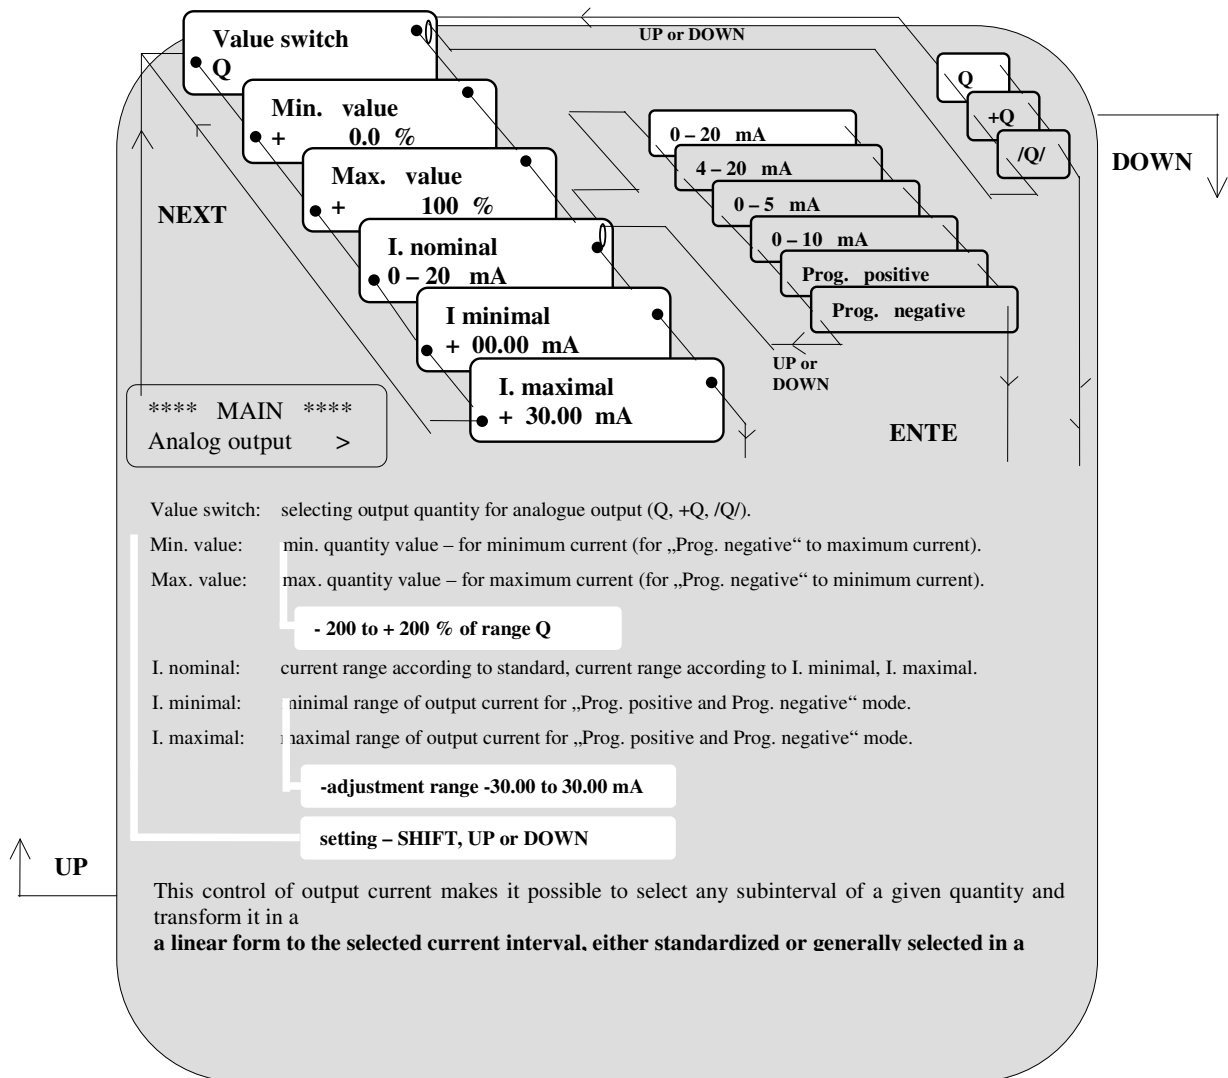 Value switch
Q
Min. value
+ 0.0 %
Max. value
+ 100 %
I. nominal
0 – 20 mA
I minimal
+ 00.00 mA
I. maximal
+ 30.00 mA
UP or DOWN
Q
+Q
/Q/
DOWN
0 – 20 mA
4 – 20 mA
0 – 5 mA
0 – 10 mA
Prog. positive
Prog. negative
UP or
DOWN
NEXT
ENTE
**** MAIN ****
Analog output >
Value switch: selecting output quantity for analogue output (Q, +Q, /Q/).
Min. value: min. quantity value – for minimum current (for „Prog. negative“ to maximum current).
Max. value: max. quantity value – for maximum current (for „Prog. negative“ to minimum current).
- 200 to + 200 % of range Q
I. nominal: current range according to standard, current range according to I. minimal, I. maximal.
I. minimal: minimal range of output current for „Prog. positive and Prog. negative“ mode.
I. maximal: maximal range of output current for „Prog. positive and Prog. negative“ mode.
-adjustment range -30.00 to 30.00 mA
setting – SHIFT, UP or DOWN
UP
This control of output current makes it possible to select any subinterval of a given quantity and
transform it in a
a linear form to the selected current interval, either standardized or generally selected in a